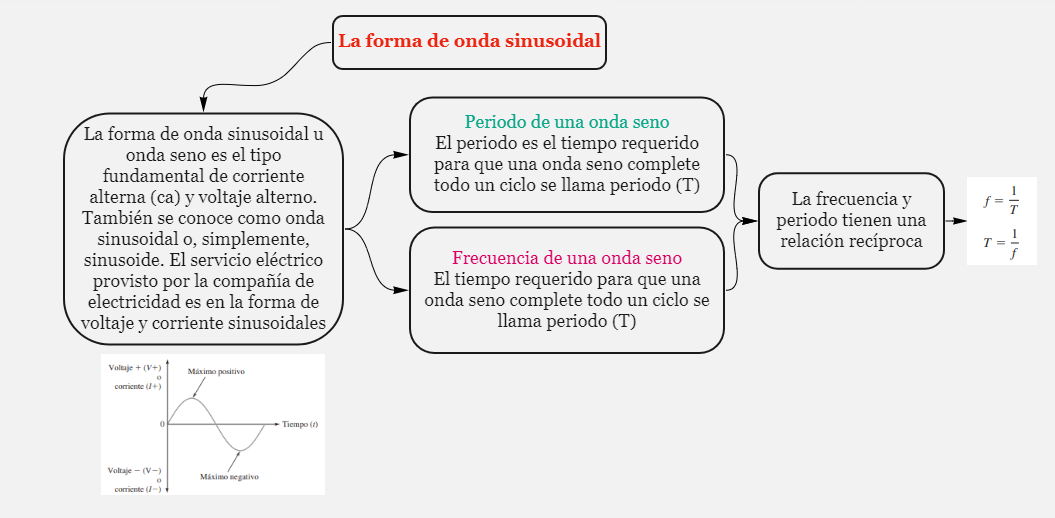 La forma de onda sinusoidal
La forma de onda sinusoidal u
onda seno es el tipo
fundamental de corriente
alterna (ca) y voltaje alterno.
También se conoce como onda
sinusoidal o, simplemente,
sinusoide. El servicio eléctrico
provisto por la compañía de
electricidad es en la forma de
voltaje y corriente sinusoidales
Periodo de una onda seno
El periodo es el tiempo requerido
para que una onda seno complete
todo un ciclo se llama periodo (T)
Frecuencia de una onda seno
El tiempo requerido para que una
onda seno complete todo un ciclo se
llama periodo (T)
La frecuencia y
periodo tienen una
relación recíproca
f = 1/T
T = 1/f
Voltaje + (V+)
o
corriente (I+)
Máximo positivo
0
Tiempo (t)
Voltaje − (V−)
o
corriente (I−)
Máximo negativo